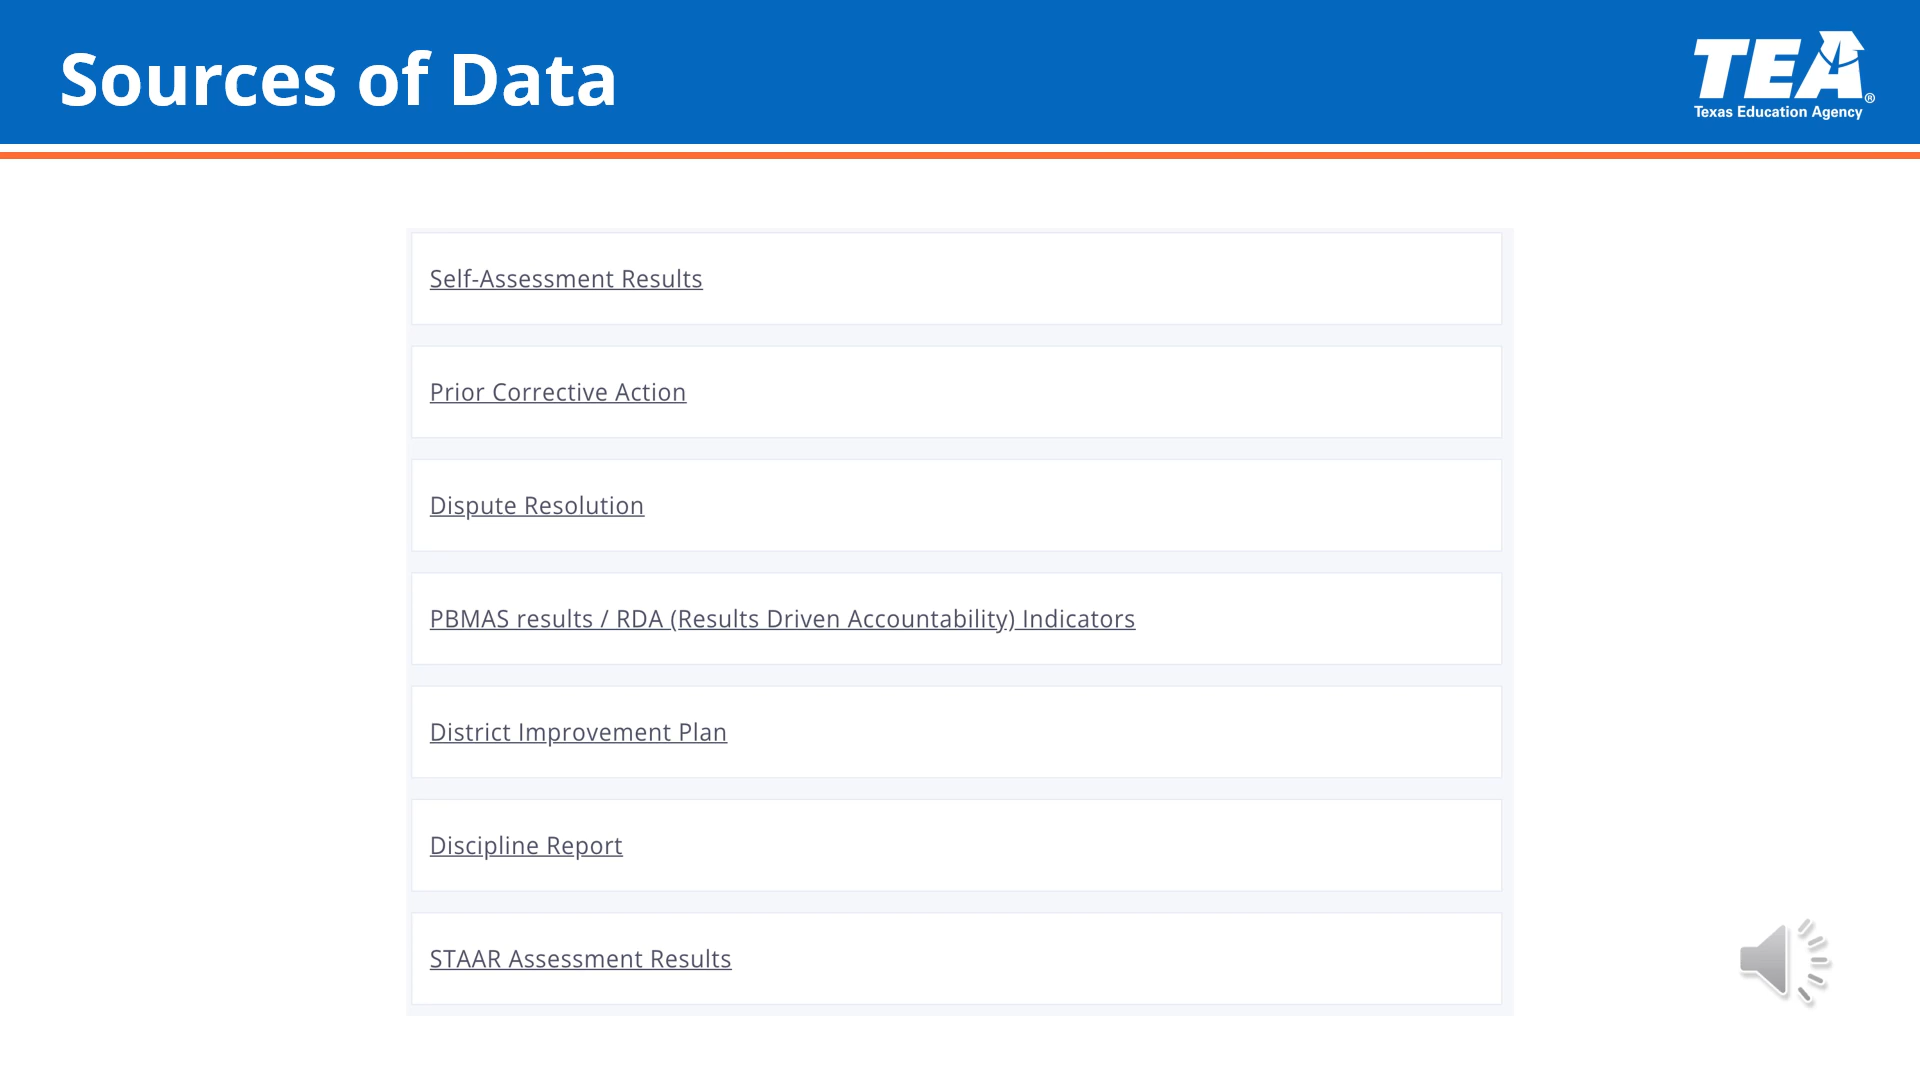 Sources of Data
TEA®
Texas Education Agency
Self-Assessment Results
Prior Corrective Action
Dispute Resolution
PBMAS results / RDA (Results Driven Accountability) Indicators
District Improvement Plan
Discipline Report
STAAR Assessment Results